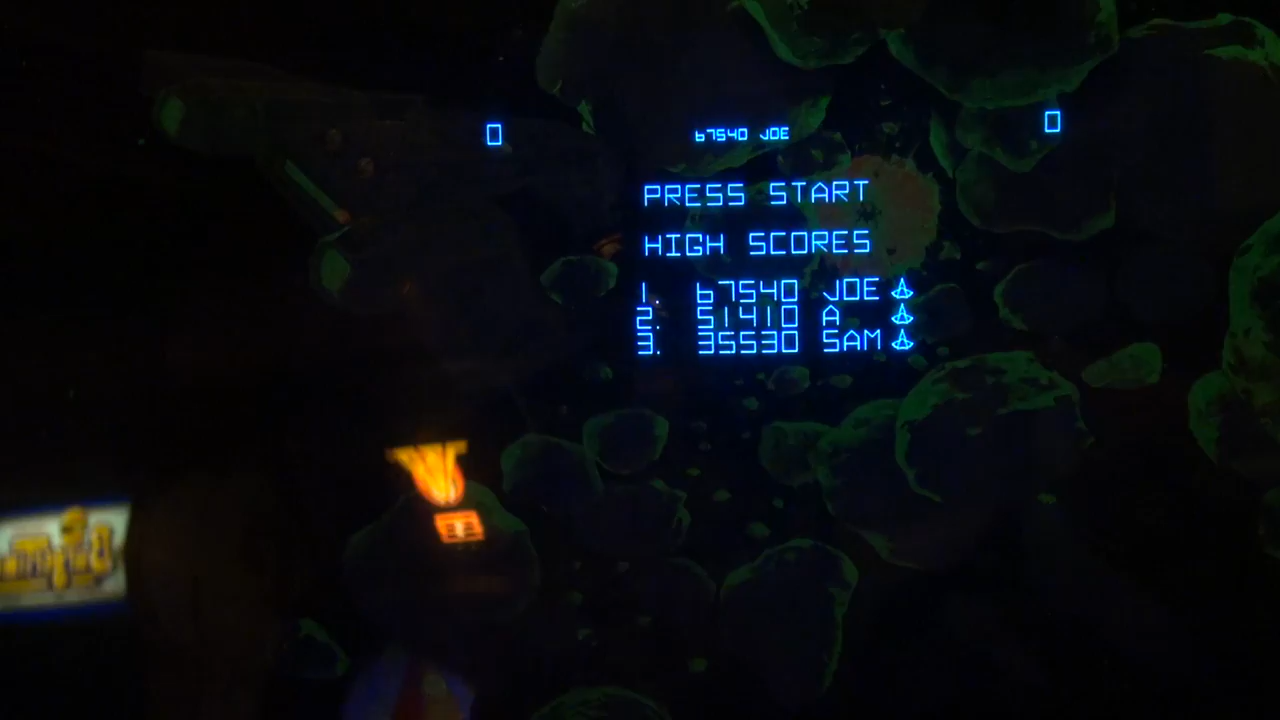 0 67540 JOE 0
PRESS START
HIGH SCORES
1. 67540 JOE
2. 51410 A
3. 35530 SAM